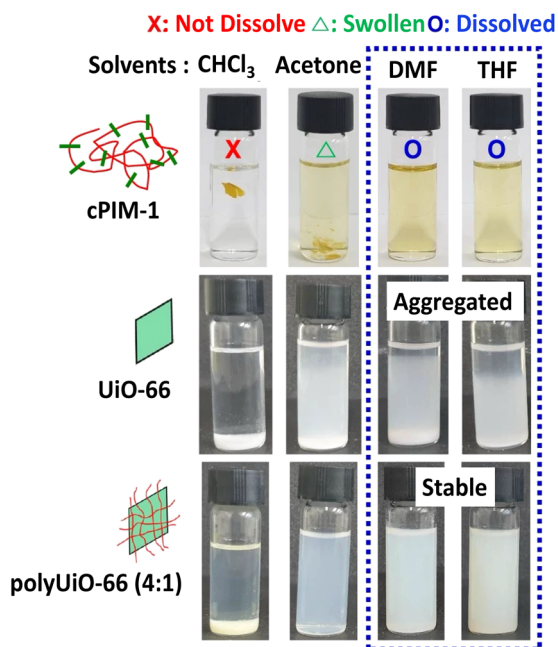 X: Not Dissolve △: Swollen O: Dissolved
Solvents : CHCl₃ Acetone DMF THF
X △ O O
cPIM-1
Aggregated
UiO-66
Stable
polyUiO-66 (4:1)